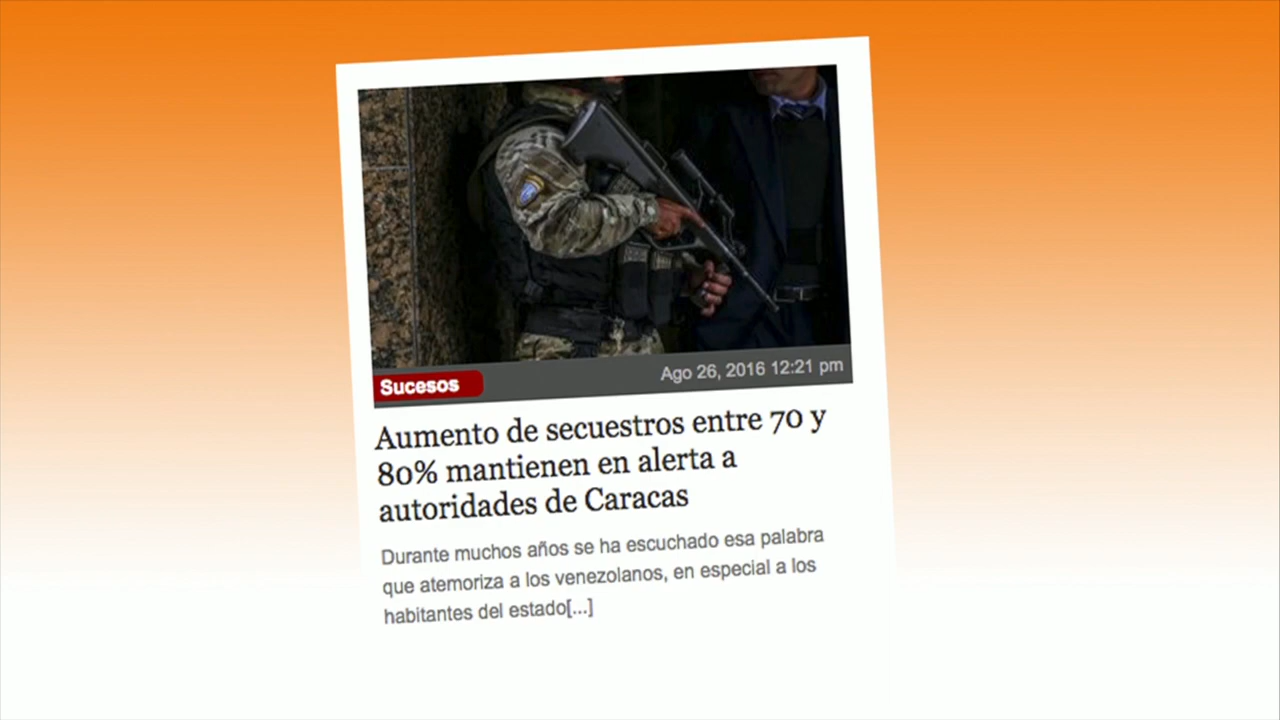 Sucesos
Ago 26, 2016 12:21 pm
Aumento de secuestros entre 70 y
80% mantienen en alerta a
autoridades de Caracas
Durante muchos años se ha escuchado esa palabra
que atemoriza a los venezolanos, en especial a los
habitantes del estado[...]